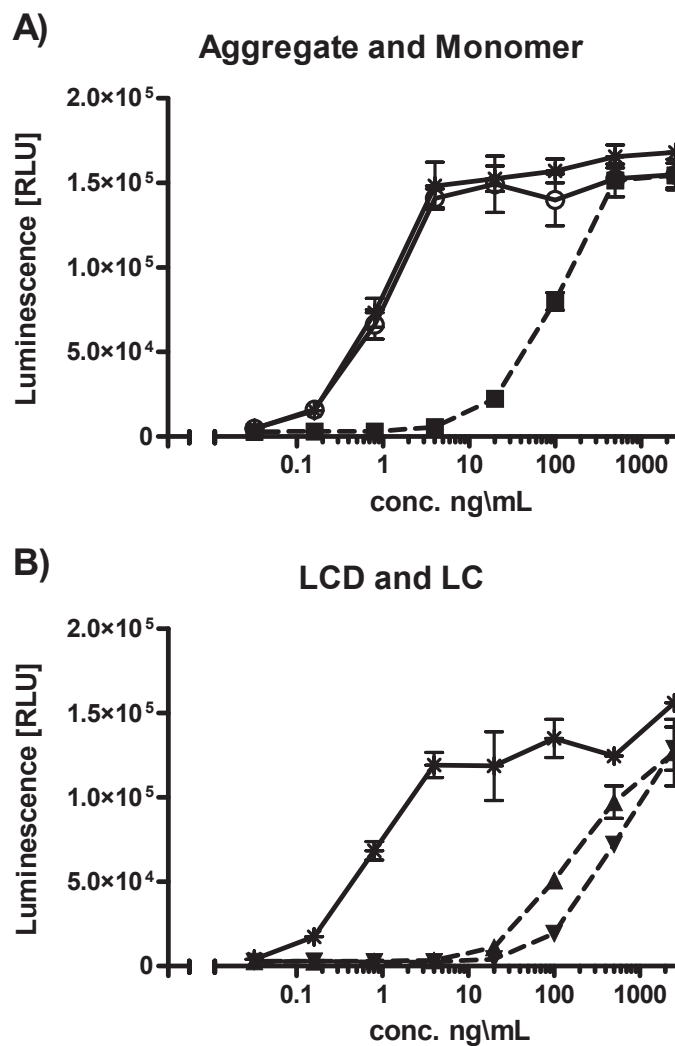 A)
Aggregate and Monomer
Luminescence [RLU]
2.0×10⁵
1.5×10⁵
1.0×10⁵
5.0×10⁴
0
0.1 1 10 100 1000
conc. ng\mL
B)
LCD and LC
Luminescence [RLU]
2.0×10⁵
1.5×10⁵
1.0×10⁵
5.0×10⁴
0
0.1 1 10 100 1000
conc. ng\mL